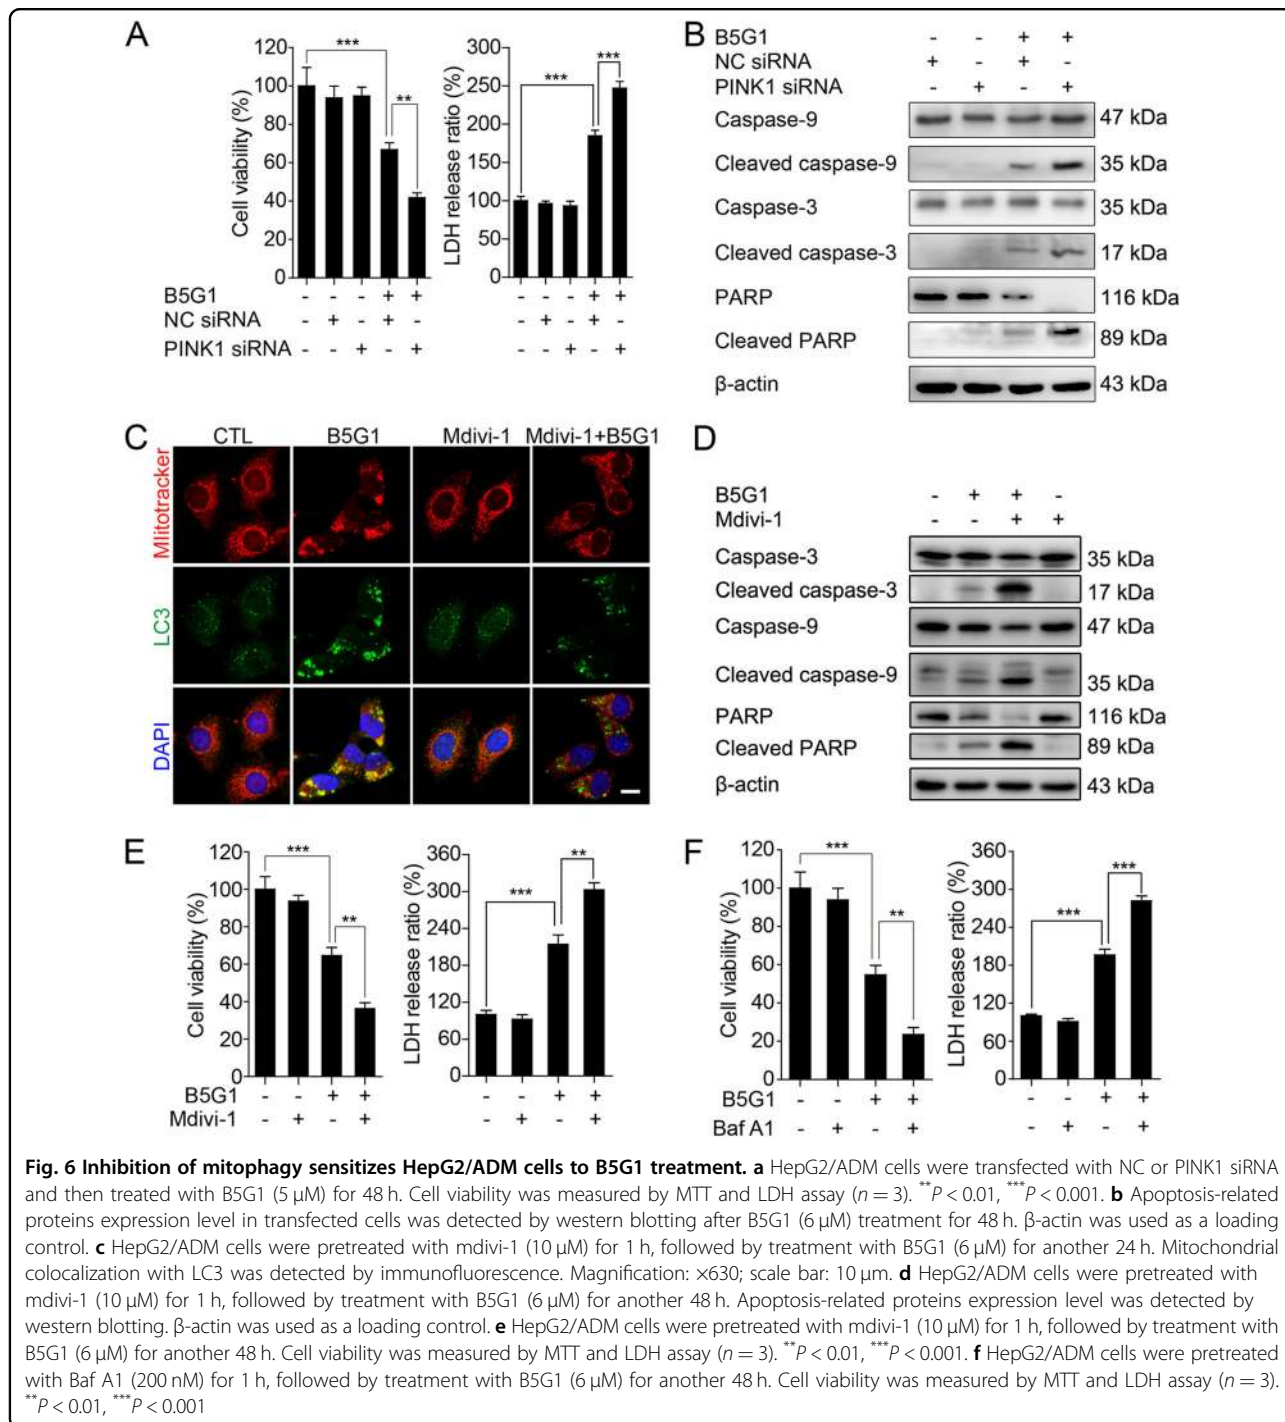 A
120
100
80
60
40
20
0
Cell viability (%)
***
**
300
250
200
150
100
50
0
LDH release ratio (%)
***
***
B5G1 - - - + + - - - + +
NC siRNA - + - + - - + - + -
PINK1 siRNA - - + - + - - + - +
B
B5G1 - - + +
NC siRNA + - + -
PINK1 siRNA - + - +
Caspase-9 47 kDa
Cleaved caspase-9 35 kDa
Caspase-3 35 kDa
Cleaved caspase-3 17 kDa
PARP 116 kDa
Cleaved PARP 89 kDa
β-actin 43 kDa
C
CTL B5G1 Mdivi-1 Mdivi-1+B5G1
MIitotracker
LC3
DAPI
D
B5G1 - + + -
Mdivi-1 - - + +
Caspase-3 35 kDa
Cleaved caspase-3 17 kDa
Caspase-9 47 kDa
Cleaved caspase-9 35 kDa
PARP 116 kDa
Cleaved PARP 89 kDa
β-actin 43 kDa
E
120
100
80
60
40
20
0
Cell viability (%)
***
**
360
300
240
180
120
60
0
LDH release ratio (%)
***
**
B5G1 - - + + - - + +
Mdivi-1 - + - + - + - +
F
120
100
80
60
40
20
0
Cell viability (%)
***
**
360
300
240
180
120
60
0
LDH release ratio (%)
***
***
B5G1 - - + + - - + +
Baf A1 - + - + - + - +
Fig. 6 Inhibition of mitophagy sensitizes HepG2/ADM cells to B5G1 treatment. a HepG2/ADM cells were transfected with NC or PINK1 siRNA
and then treated with B5G1 (5 μM) for 48 h. Cell viability was measured by MTT and LDH assay (n = 3). **P < 0.01, ***P < 0.001. b Apoptosis-related
proteins expression level in transfected cells was detected by western blotting after B5G1 (6 μM) treatment for 48 h. β-actin was used as a loading
control. c HepG2/ADM cells were pretreated with mdivi-1 (10 μM) for 1 h, followed by treatment with B5G1 (6 μM) for another 24 h. Mitochondrial
colocalization with LC3 was detected by immunofluorescence. Magnification: ×630; scale bar: 10 μm. d HepG2/ADM cells were pretreated with
mdivi-1 (10 μM) for 1 h, followed by treatment with B5G1 (6 μM) for another 48 h. Apoptosis-related proteins expression level was detected by
western blotting. β-actin was used as a loading control. e HepG2/ADM cells were pretreated with mdivi-1 (10 μM) for 1 h, followed by treatment with
B5G1 (6 μM) for another 48 h. Cell viability was measured by MTT and LDH assay (n = 3). **P < 0.01, ***P < 0.001. f HepG2/ADM cells were pretreated
with Baf A1 (200 nM) for 1 h, followed by treatment with B5G1 (6 μM) for another 48 h. Cell viability was measured by MTT and LDH assay (n = 3).
**P < 0.01, ***P < 0.001